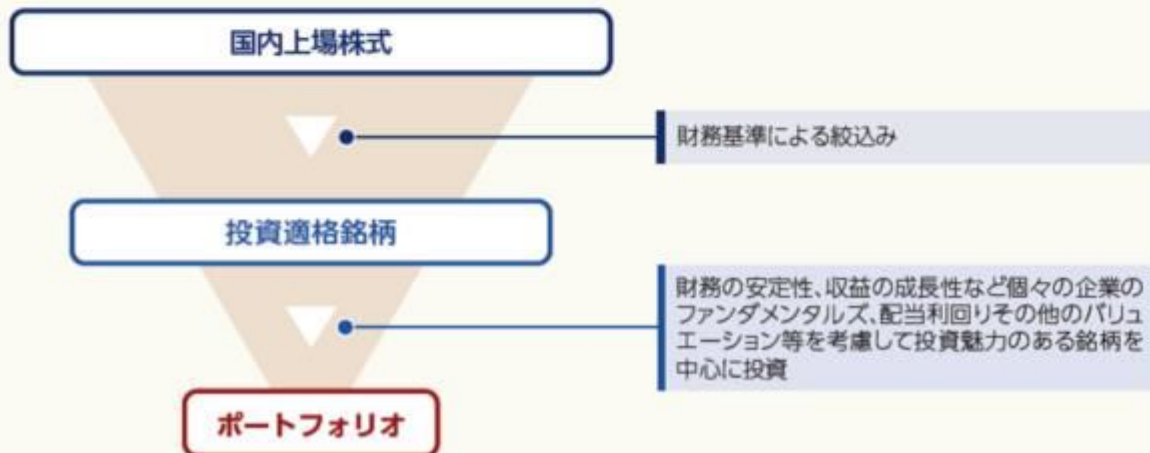 国内上場株式
財務基準による絞込み
投資適格銘柄
財務の安定性、収益の成長性など個々の企業の
ファンダメンタルズ、配当利回りその他のバリュ
エーション等を考慮して投資魅力のある銘柄を
中心に投資
ポートフォリオ